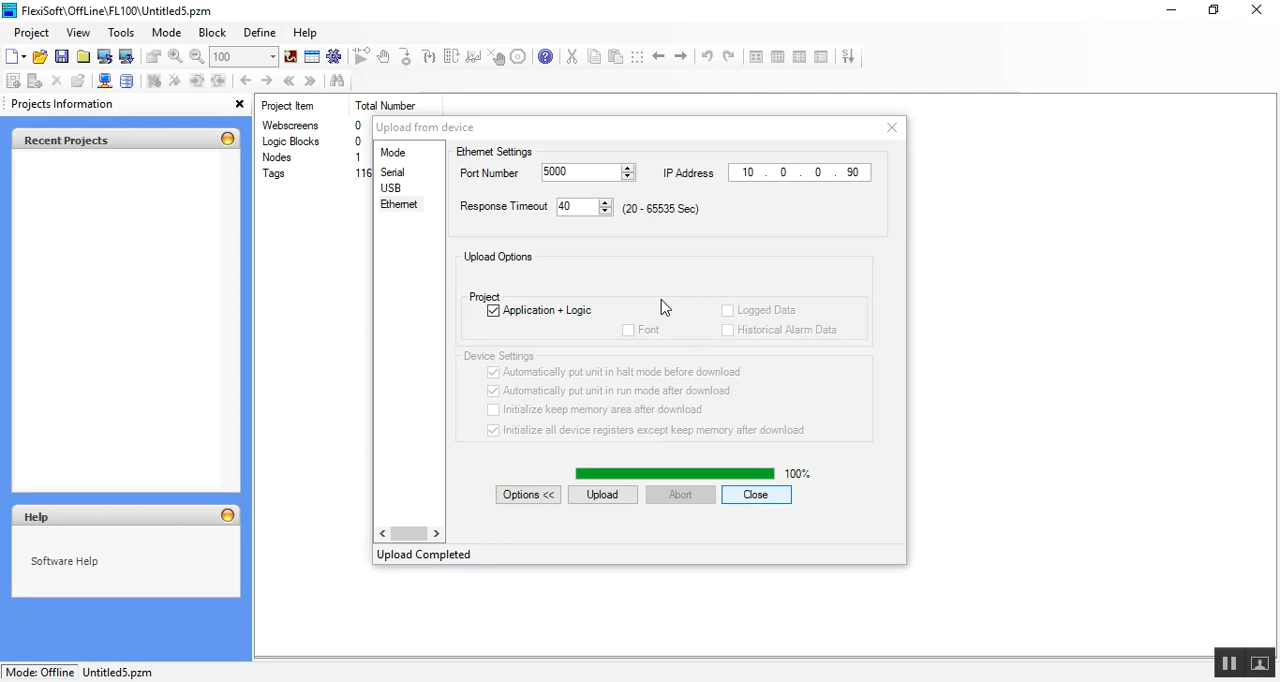 FlexiSoft\OffLine\FL100\Untitled5.pzm
Project View Tools Mode Block Define Help
100
Projects Information
Recent Projects
Help
Software Help
Project Item Total Number
Webscreens 0
Logic Blocks 0
Nodes 1
Tags 116
Upload from device
Mode
Serial
USB
Ethernet
Ethernet Settings
Port Number 5000 IP Address 10 . 0 . 0 . 90
Response Timeout 40 (20 - 65535 Sec)
Upload Options
Project
Application + Logic Logged Data
Font Historical Alarm Data
Device Settings
Automatically put unit in halt mode before download
Automatically put unit in run mode after download
Initialize keep memory area after download
Initialize all device registers except keep memory after download
100%
Options << Upload Abort Close
Upload Completed
Mode: Offline Untitled5.pzm